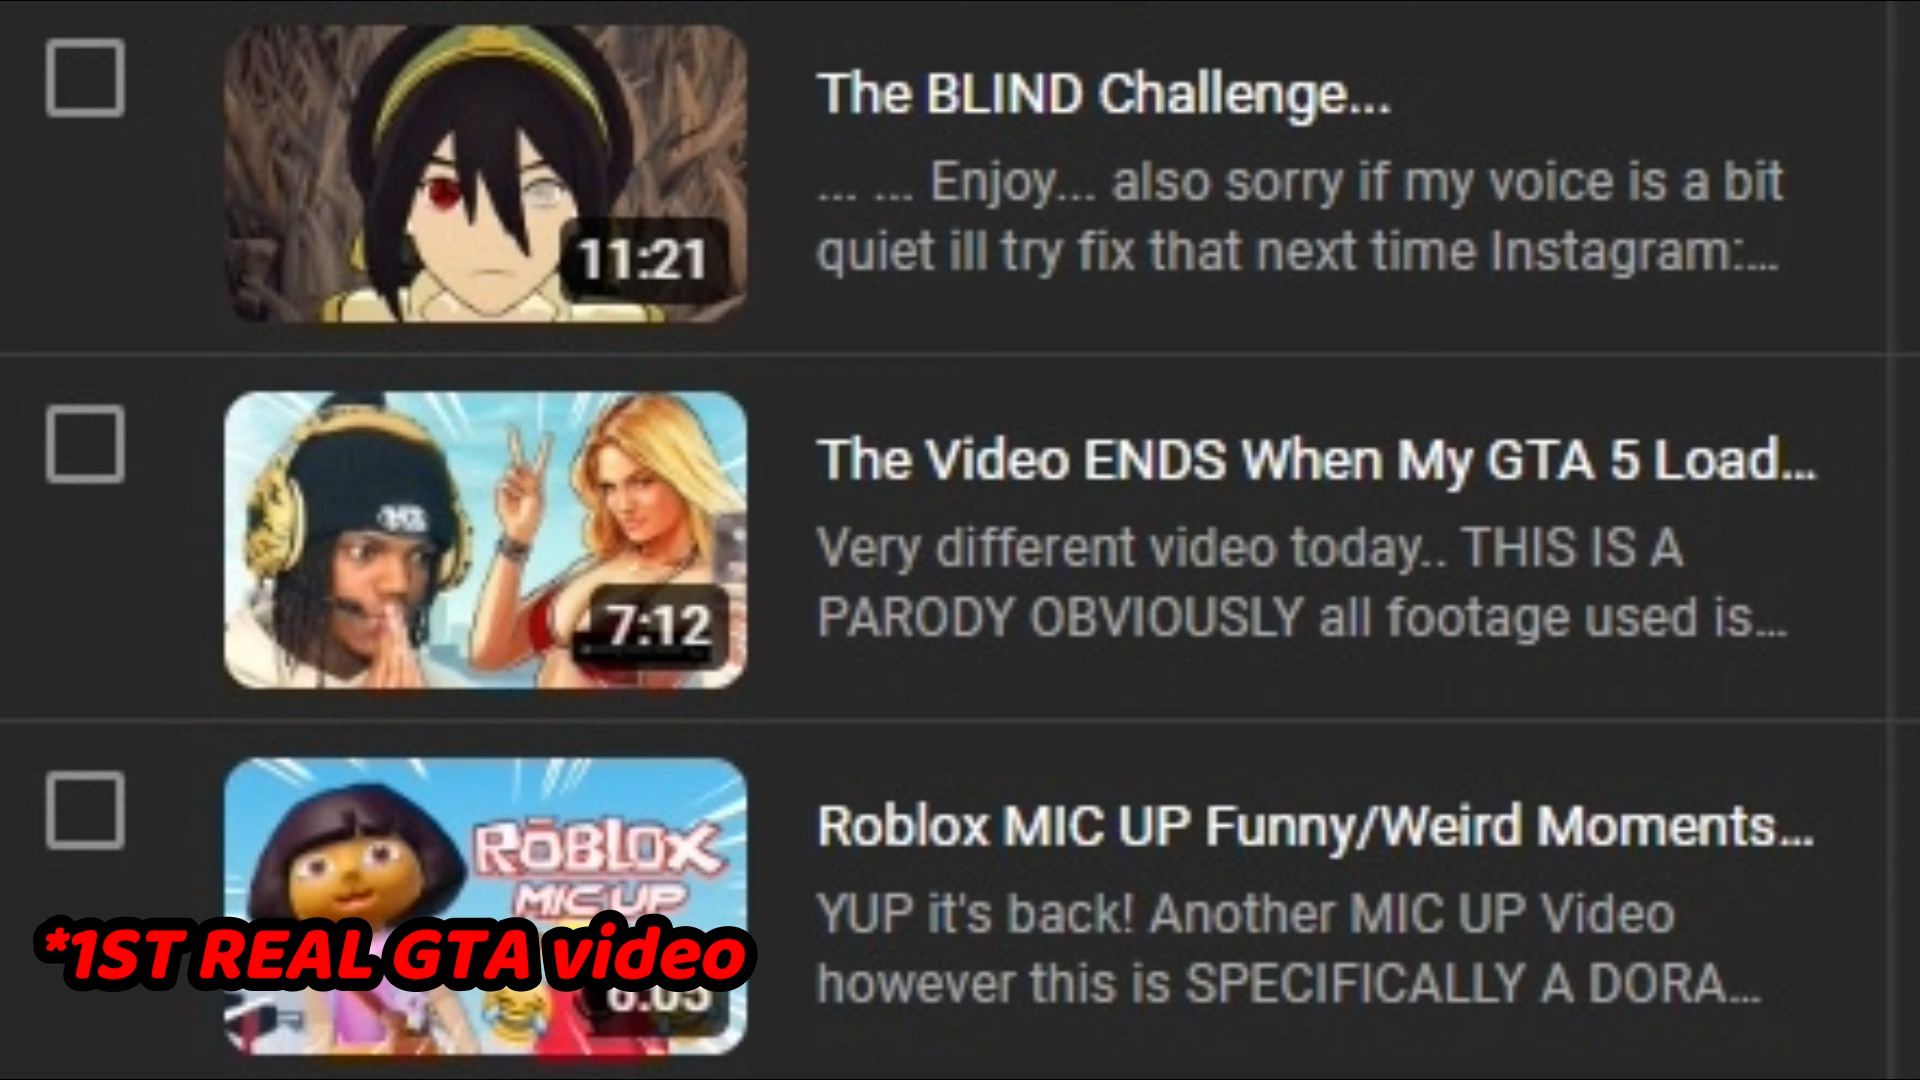 The BLIND Challenge...
... ... Enjoy... also sorry if my voice is a bit
quiet ill try fix that next time Instagram:...
11:21
The Video ENDS When My GTA 5 Load...
Very different video today.. THIS IS A
PARODY OBVIOUSLY all footage used is...
7:12
Roblox MIC UP Funny/Weird Moments...
YUP it's back! Another MIC UP Video
however this is SPECIFICALLY A DORA...
ROBLOX
MIC UP
*1ST REAL GTA video